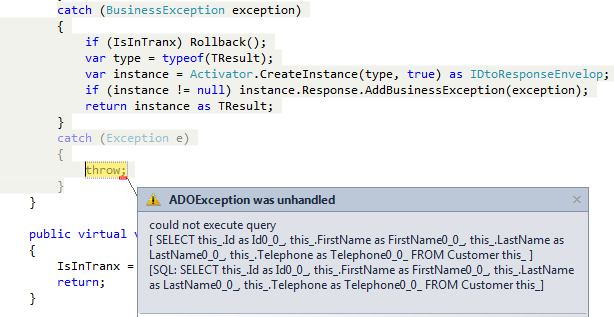 catch (BusinessException exception)
{
if (IsInTranx) Rollback();
var type = typeof(TResult);
var instance = Activator.CreateInstance(type, true) as IDtoResponseEnvelop;
if (instance != null) instance.Response.AddBusinessException(exception);
return instance as TResult;
}
catch (Exception e)
{
throw;
}
}
ADOException was unhandled
could not execute query
[ SELECT this_.Id as Id0_0_, this_.FirstName as FirstName0_0_, this_.LastName as
LastName0_0_, this_.Telephone as Telephone0_0_ FROM Customer this_ ]
[SQL: SELECT this_.Id as Id0_0_, this_.FirstName as FirstName0_0_, this_.LastName
as LastName0_0_, this_.Telephone as Telephone0_0_ FROM Customer this_]
public virtual v
{
IsInTranx =
return;
}